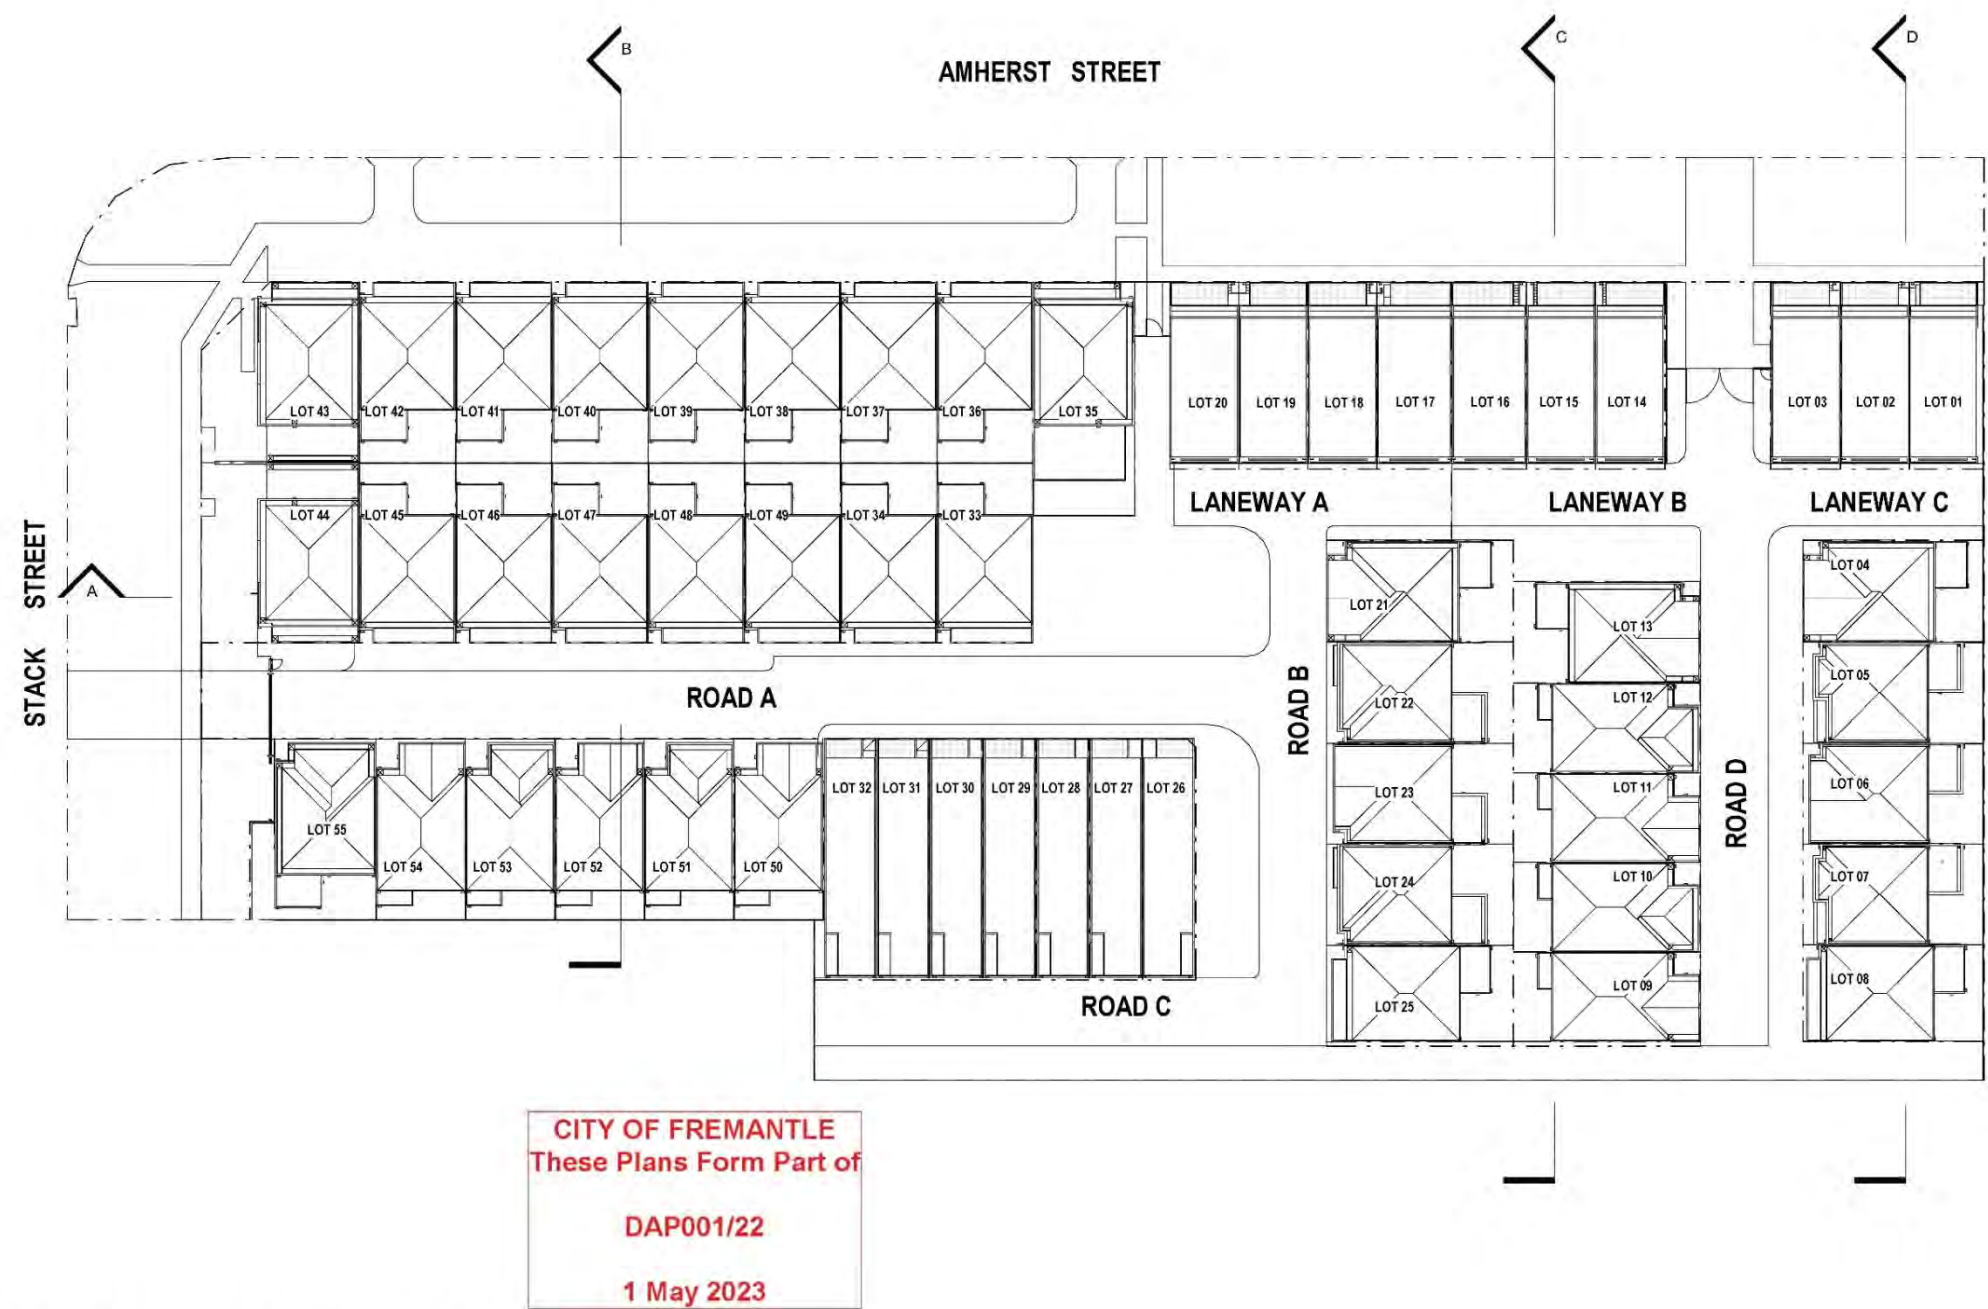 B
C
D
AMHERST STREET
LOT 43
LOT 42
LOT 41
LOT 40
LOT 39
LOT 38
LOT 37
LOT 36
LOT 35
LOT 20
LOT 19
LOT 18
LOT 17
LOT 16
LOT 15
LOT 14
LOT 03
LOT 02
LOT 01
LANEWAY A
LANEWAY B
LANEWAY C
LOT 44
LOT 45
LOT 46
LOT 47
LOT 48
LOT 49
LOT 34
LOT 33
STACK STREET
A
LOT 21
LOT 13
LOT 04
LOT 22
LOT 12
LOT 05
ROAD A
ROAD B
ROAD D
LOT 23
LOT 11
LOT 06
LOT 32
LOT 31
LOT 30
LOT 29
LOT 28
LOT 27
LOT 26
LOT 55
LOT 54
LOT 53
LOT 52
LOT 51
LOT 50
LOT 24
LOT 10
LOT 07
LOT 25
LOT 09
LOT 08
ROAD C
CITY OF FREMANTLE
These Plans Form Part of
DAP001/22
1 May 2023